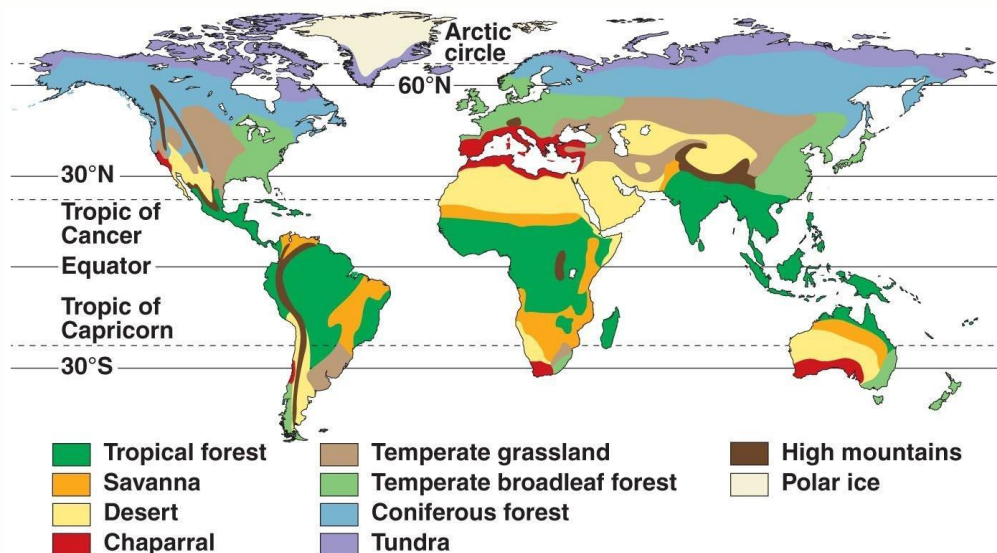 Arctic
circle
60°N
30°N
Tropic of
Cancer
Equator
Tropic of
Capricorn
30°S
Tropical forest
Savanna
Desert
Chaparral
Temperate grassland
Temperate broadleaf forest
Coniferous forest
Tundra
High mountains
Polar ice